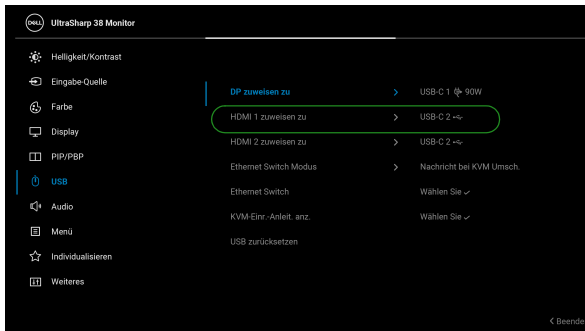 DELL UltraSharp 38 Monitor
Helligkeit/Kontrast
Eingabe-Quelle
Farbe
Display
PIP/PBP
USB
Audio
Menü
Individualisieren
Weiteres
DP zuweisen zu > USB-C 1 90W
HDMI 1 zuweisen zu > USB-C 2
HDMI 2 zuweisen zu > USB-C 2
Ethernet Switch Modus > Nachricht bei KVM Umsch.
Ethernet Switch Wählen Sie ✓
KVM-Einr.-Anleit. anz. Wählen Sie ✓
USB zurücksetzen
< Beende